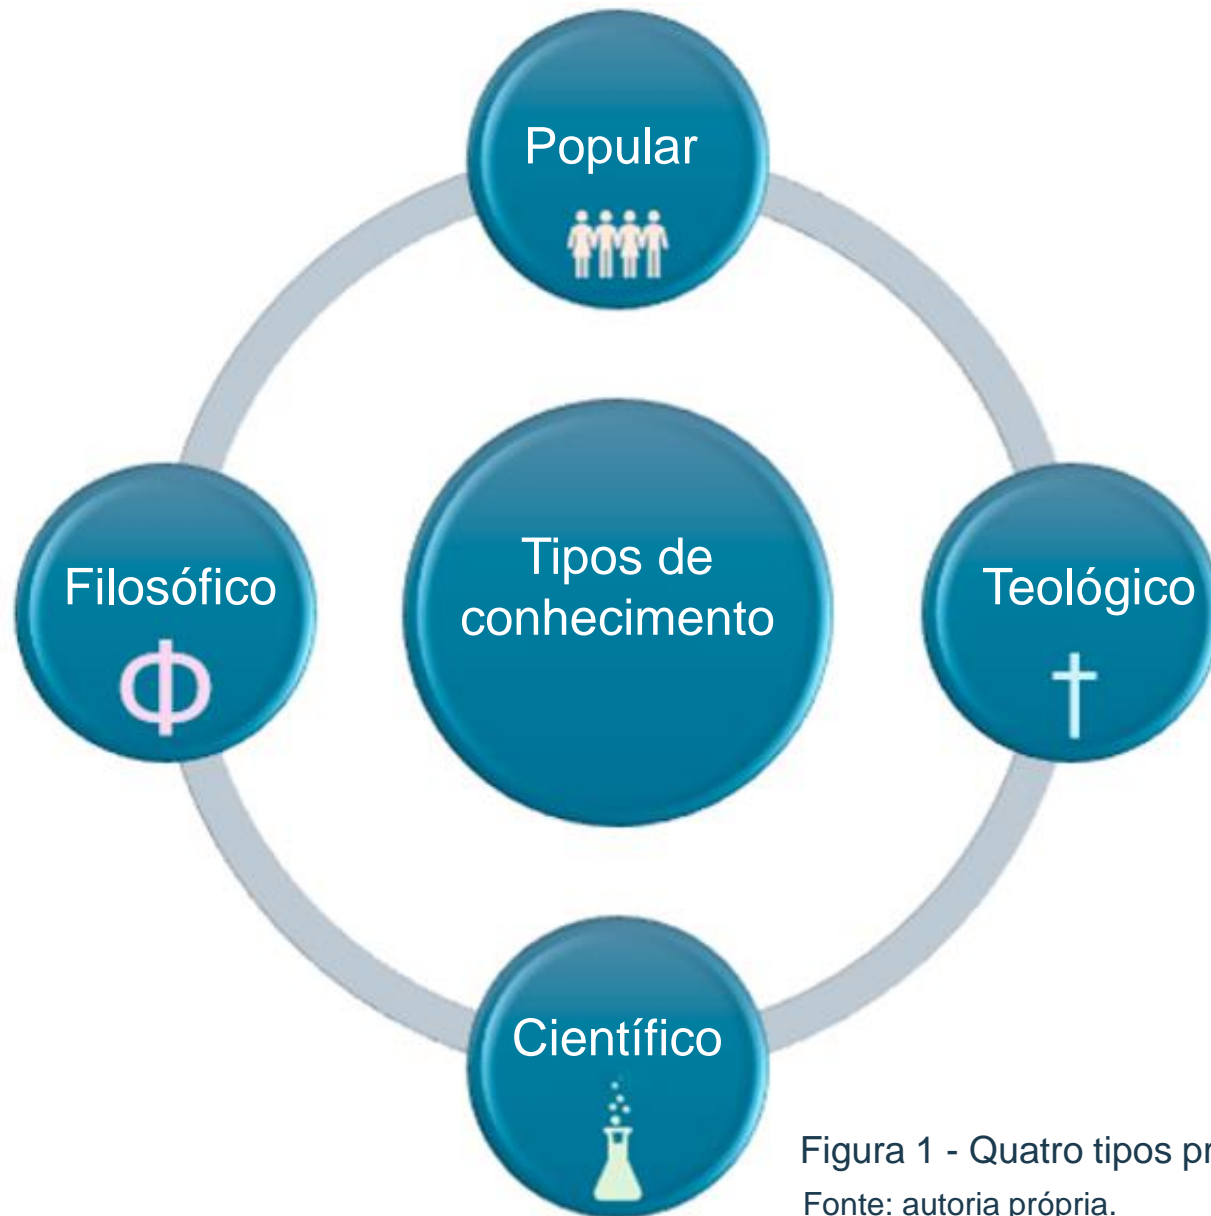 Popular
Filosófico
Φ
Tipos de
conhecimento
Teológico
Científico
Figura 1 - Quatro tipos
Fonte: autoria própria.